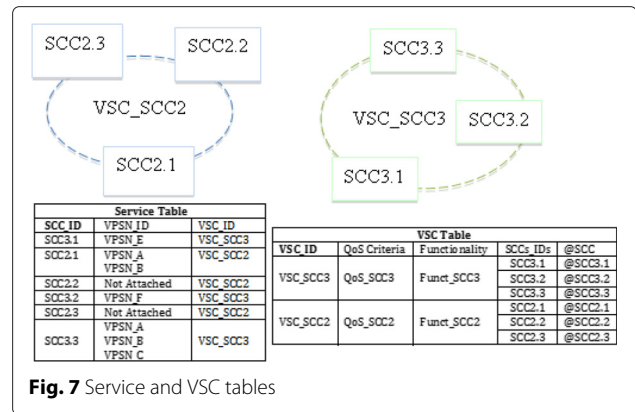 SCC2.3
SCC2.2
VSC_SCC2
SCC2.1
SCC3.3
VSC_SCC3
SCC3.2
SCC3.1
Service Table
SCC_ID VPSN_ID VSC_ID
SCC3.1 VPSN_E VSC_SCC3
SCC2.1 VPSN_A VSC_SCC2
VPSN_B
SCC2.2 Not Attached VSC_SCC2
SCC3.2 VPSN_F VSC_SCC3
SCC2.3 Not Attached VSC_SCC2
VPSN_A
SCC3.3 VPSN_B VSC_SCC3
VPSN_C
VSC Table
VSC_ID QoS Criteria Functionality SCCs_IDs @SCC
SCC3.1 @SCC3.1
VSC_SCC3 QoS_SCC3 Funct_SCC3 SCC3.2 @SCC3.2
SCC3.3 @SCC3.3
SCC2.1 @SCC2.1
VSC_SCC2 QoS_SCC2 Funct_SCC2 SCC2.2 @SCC2.2
SCC2.3 @SCC2.3
Fig. 7 Service and VSC tables